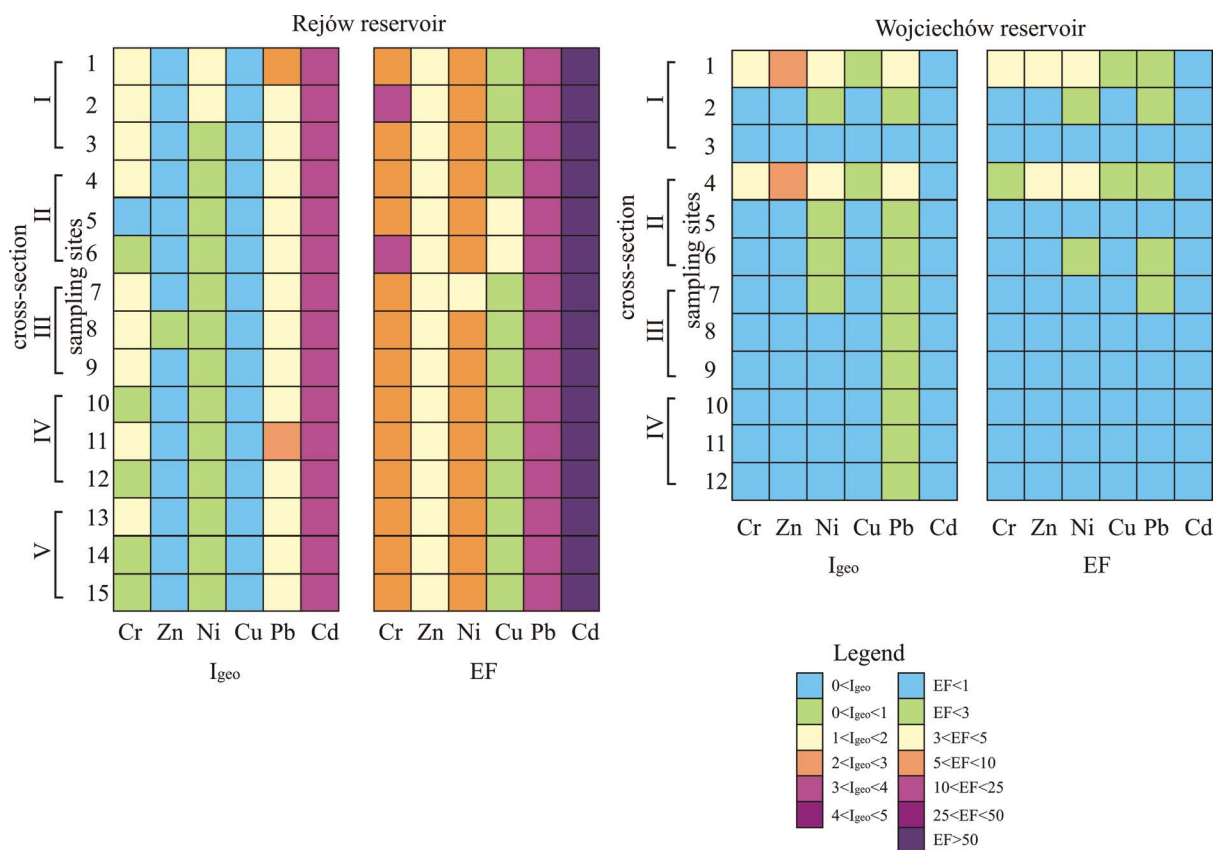 Rejów reservoir
cross-section
sampling sites
I
II
III
IV
V
1
2
3
4
5
6
7
8
9
10
11
12
13
14
15
Cr Zn Ni Cu Pb Cd
Igeo
Cr Zn Ni Cu Pb Cd
EF
Wojciechów reservoir
cross-section
sampling sites
I
II
III
IV
1
2
3
4
5
6
7
8
9
10
11
12
Cr Zn Ni Cu Pb Cd
Igeo
Cr Zn Ni Cu Pb Cd
EF
Legend
0<Igeo
0<Igeo<1
1<Igeo<2
2<Igeo<3
3<Igeo<4
4<Igeo<5
EF<1
EF<3
3<EF<5
5<EF<10
10<EF<25
25<EF<50
EF>50